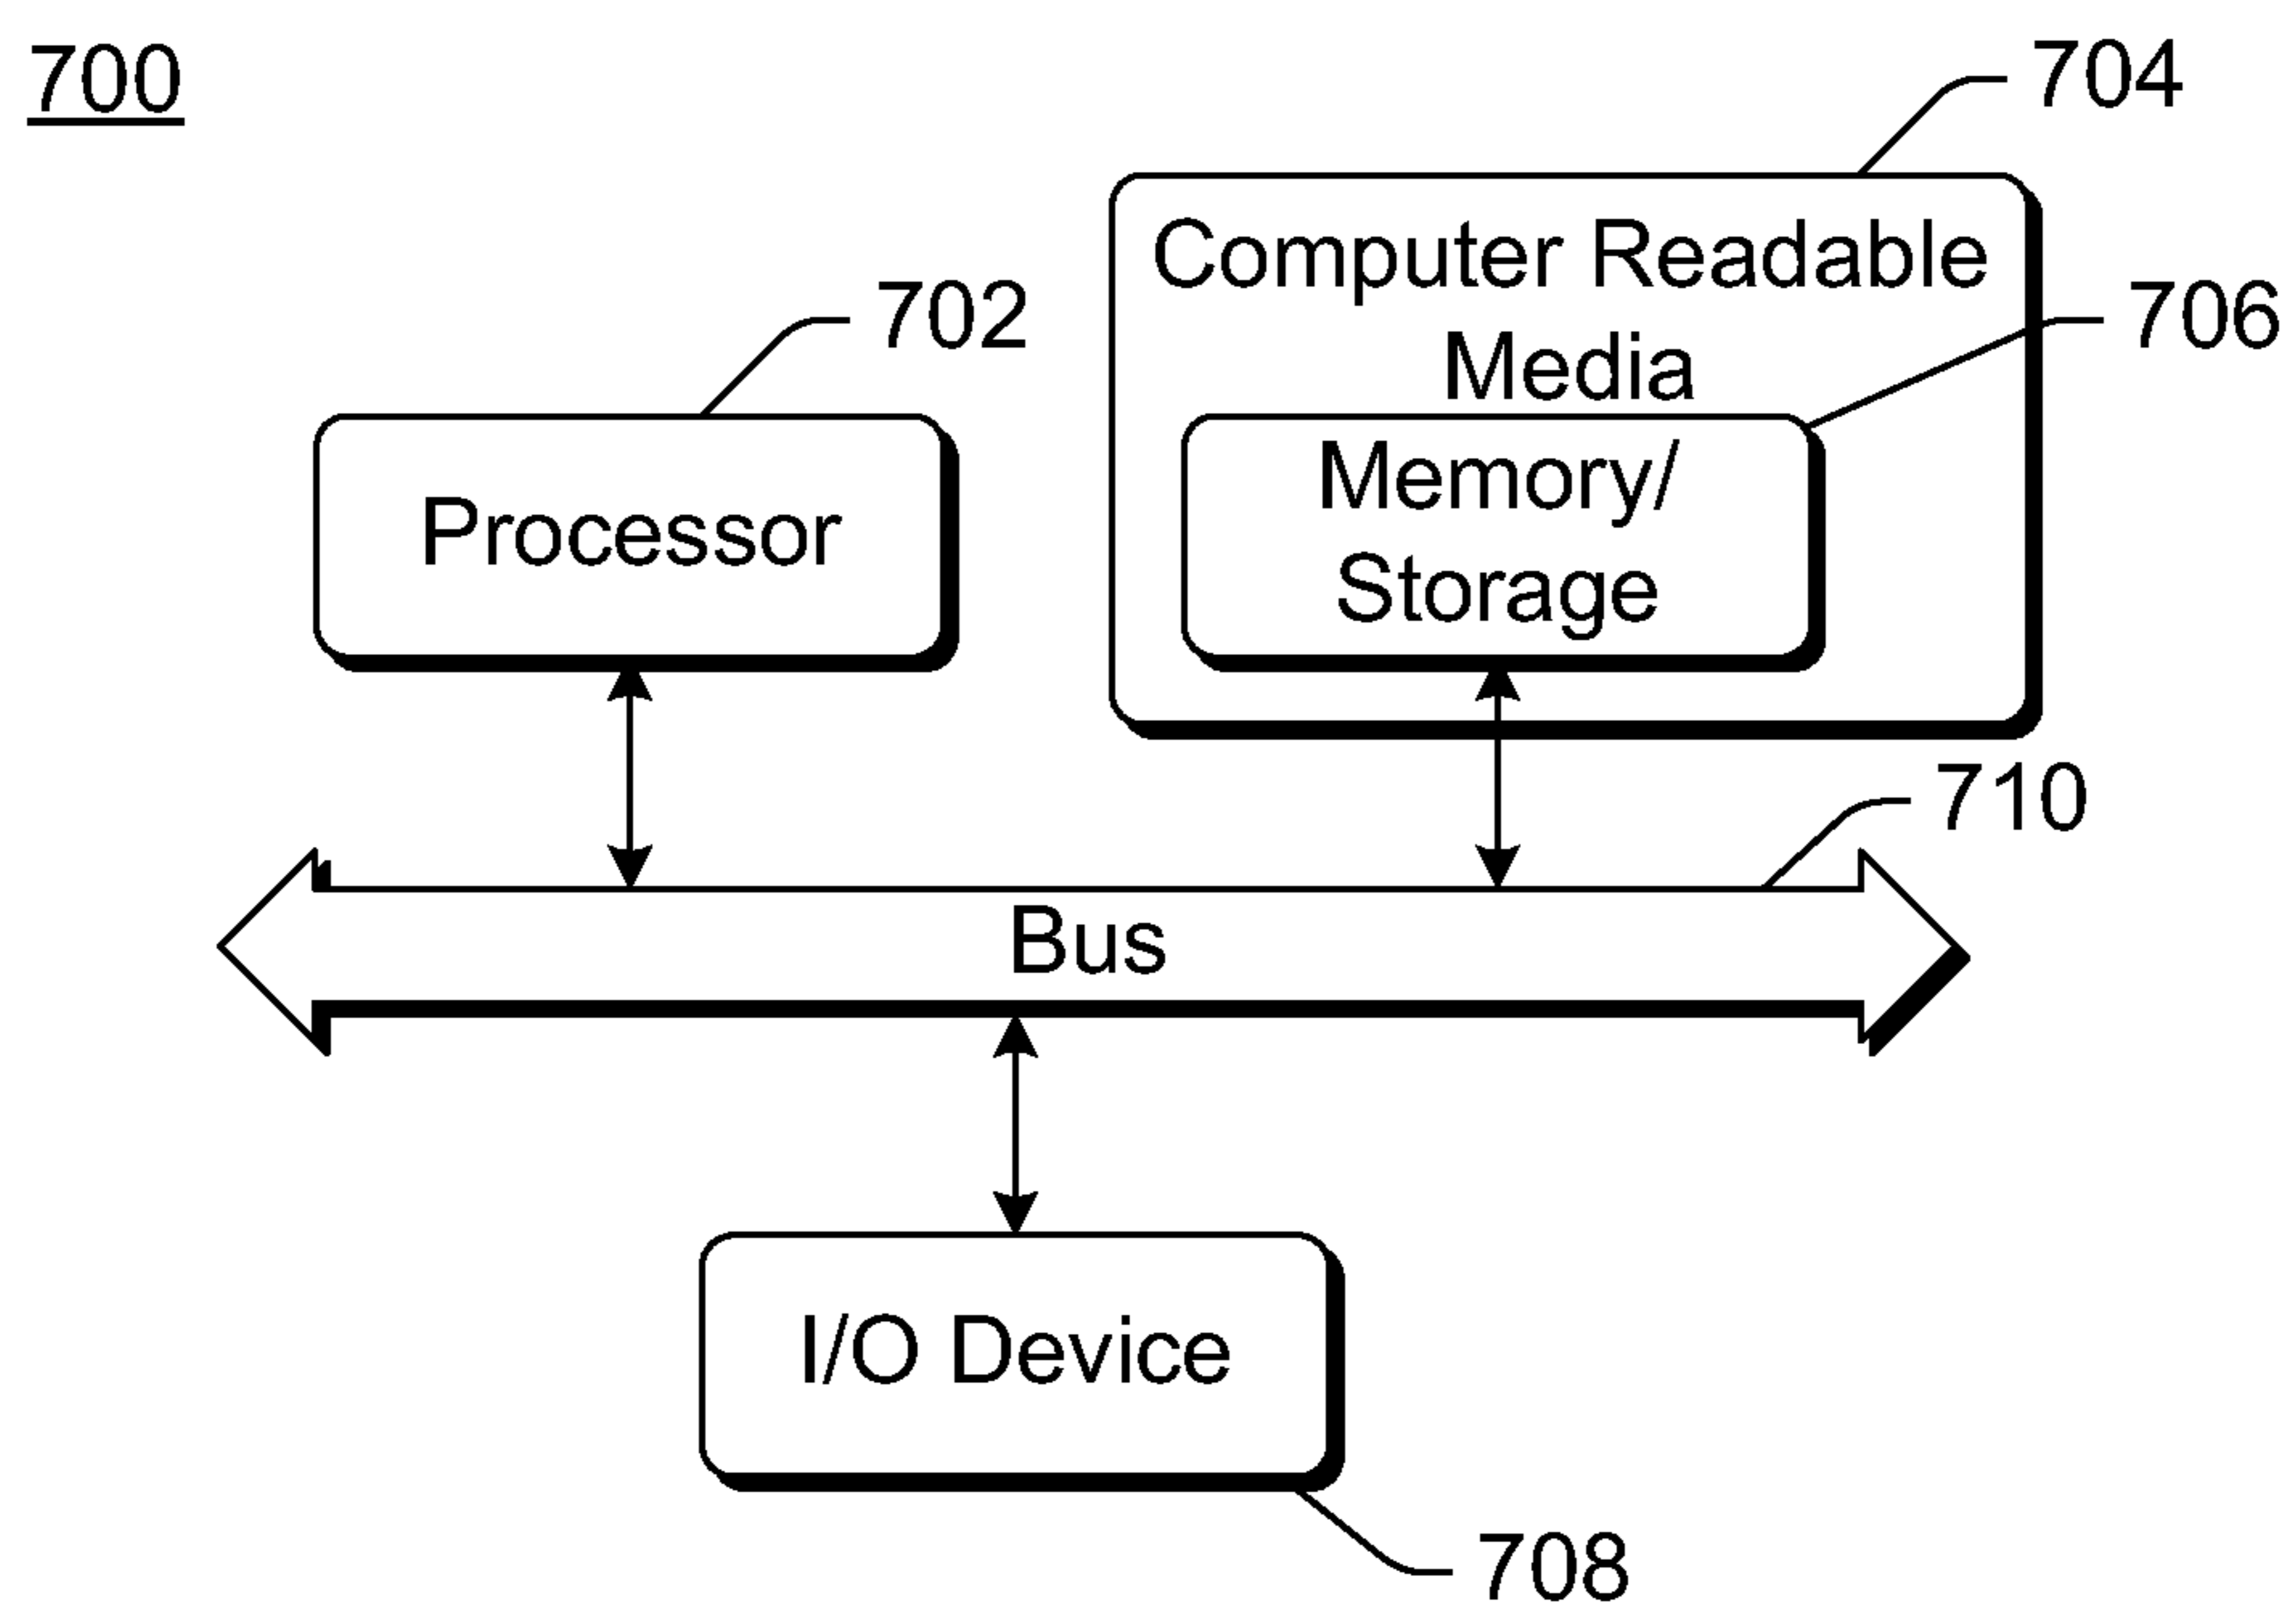 700
704
Computer Readable
Media
706
702
Processor
Memory/
Storage
710
Bus
I/O Device
708